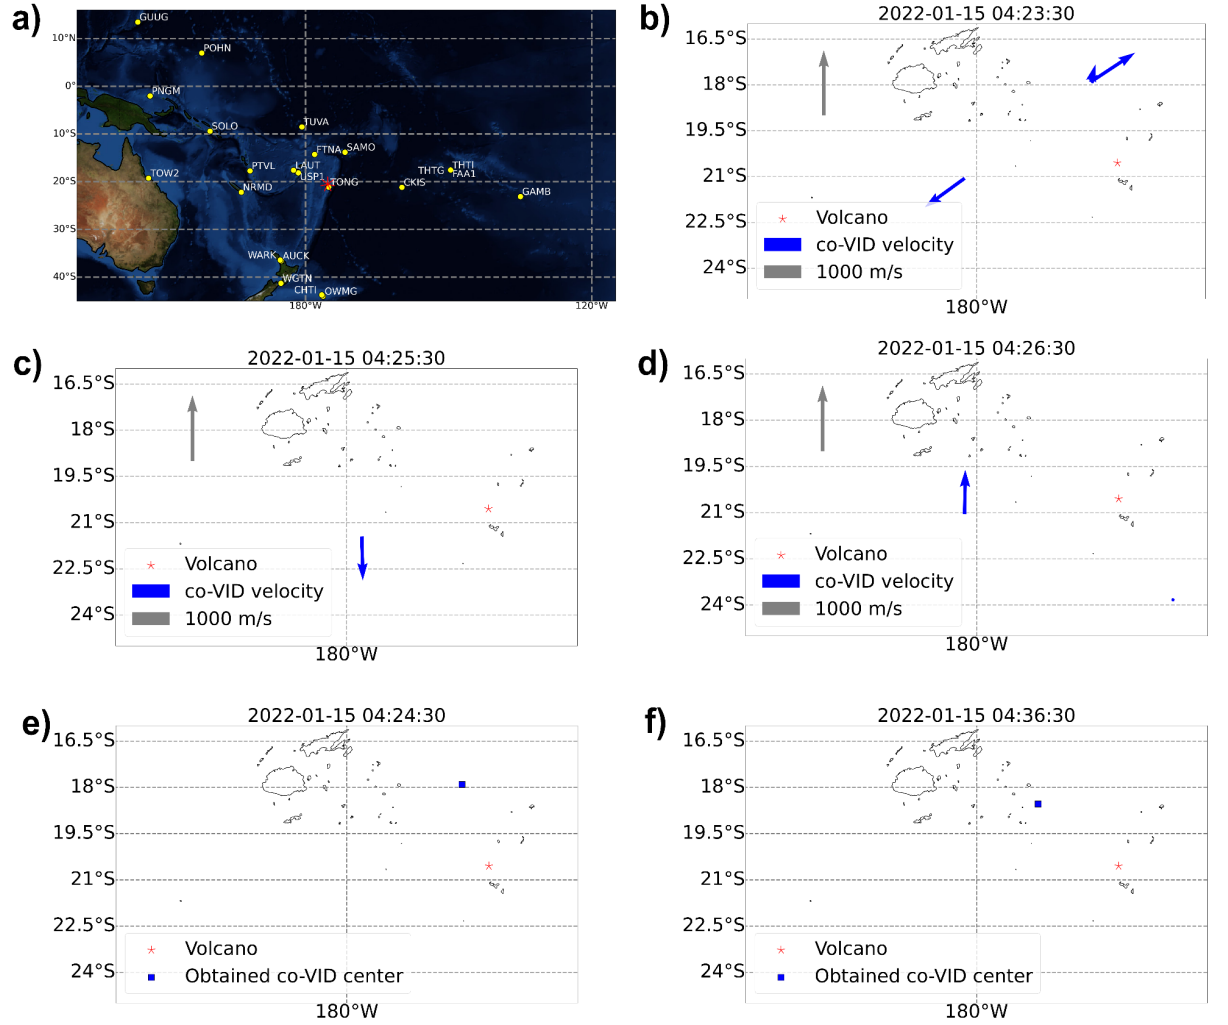 a)
GUUG
POHN
PNGM
SOLO
TUVA
FTNA
SAMO
TOW2
PTVL
LAUT
USP1
TONG
NRMD
CKIS
THTG
THTI
FAA1
GAMB
WARK
AUCK
WGTN
CHTI
OWMG
10°N
0°
10°S
20°S
30°S
40°S
180°W
120°W
b)
2022-01-15 04:23:30
16.5°S
18°S
19.5°S
21°S
22.5°S
24°S
Volcano
co-VID velocity
1000 m/s
180°W
c)
2022-01-15 04:25:30
16.5°S
18°S
19.5°S
21°S
22.5°S
24°S
Volcano
co-VID velocity
1000 m/s
180°W
d)
2022-01-15 04:26:30
16.5°S
18°S
19.5°S
21°S
22.5°S
24°S
Volcano
co-VID velocity
1000 m/s
180°W
e)
2022-01-15 04:24:30
16.5°S
18°S
19.5°S
21°S
22.5°S
24°S
Volcano
Obtained co-VID center
180°W
f)
2022-01-15 04:36:30
16.5°S
18°S
19.5°S
21°S
22.5°S
24°S
Volcano
Obtained co-VID center
180°W